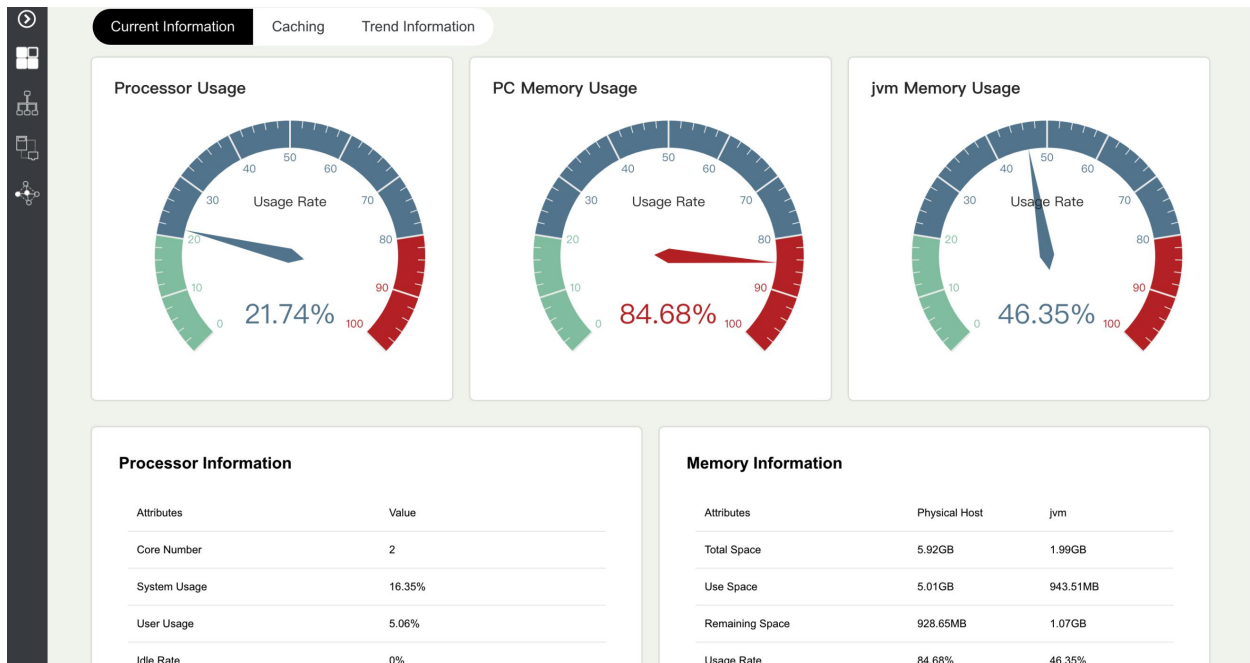 Current Information Caching Trend Information
Processor Usage
50
40 60
30 Usage Rate 70
20 80
10 90
0 21.74% 100
PC Memory Usage
50
40 60
30 Usage Rate 70
20 80
10 90
0 84.68% 100
jvm Memory Usage
50
40 60
30 Usage Rate 70
20 80
10 90
0 46.35% 100
Processor Information
Attributes Value
Core Number 2
System Usage 16.35%
User Usage 5.06%
Idle Rate 0%
Memory Information
Attributes Physical Host jvm
Total Space 5.92GB 1.99GB
Use Space 5.01GB 943.51MB
Remaining Space 928.65MB 1.07GB
Usage Rate 84.68% 46.35%